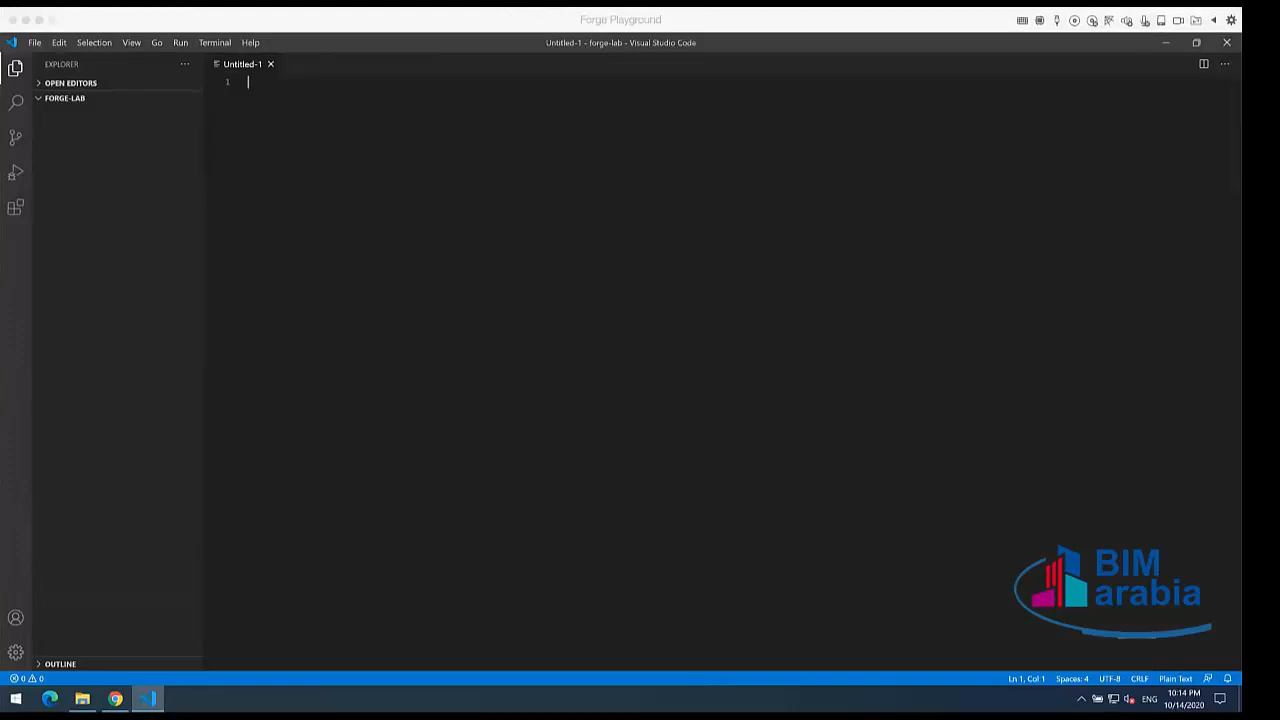 Forge Playground
File Edit Selection View Go Run Terminal Help
Untitled-1 - forge-lab - Visual Studio Code
EXPLORER
Untitled-1
OPEN EDITORS
1
FORGE-LAB
BIM
arabia
OUTLINE
0 0
Ln 1, Col 1 Spaces: 4 UTF-8 CRLF Plain Text
ENG
10:14 PM
10/14/2020